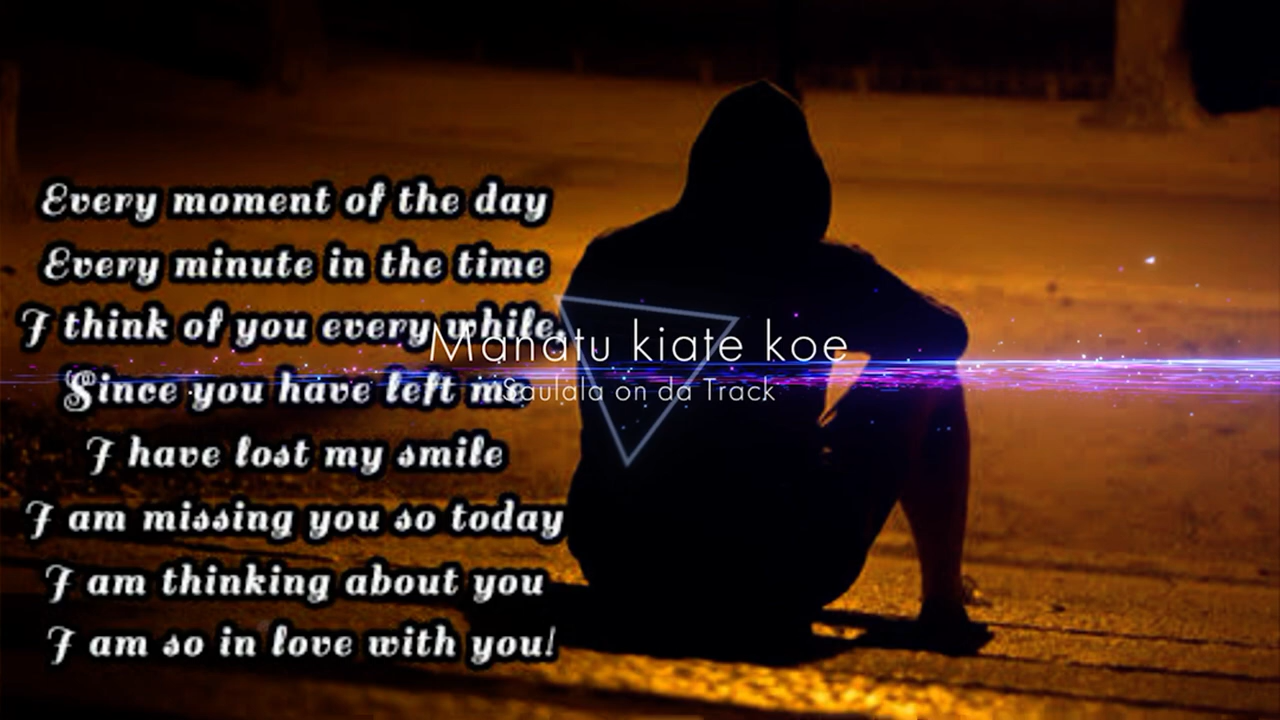 Every moment of the day
Every minute in the time
I think of you every while,
Since you have left me
I have lost my smile
I am missing you so today
I am thinking about you
I am so in love with you!
Manatu kiate koe
Saulala on da Track